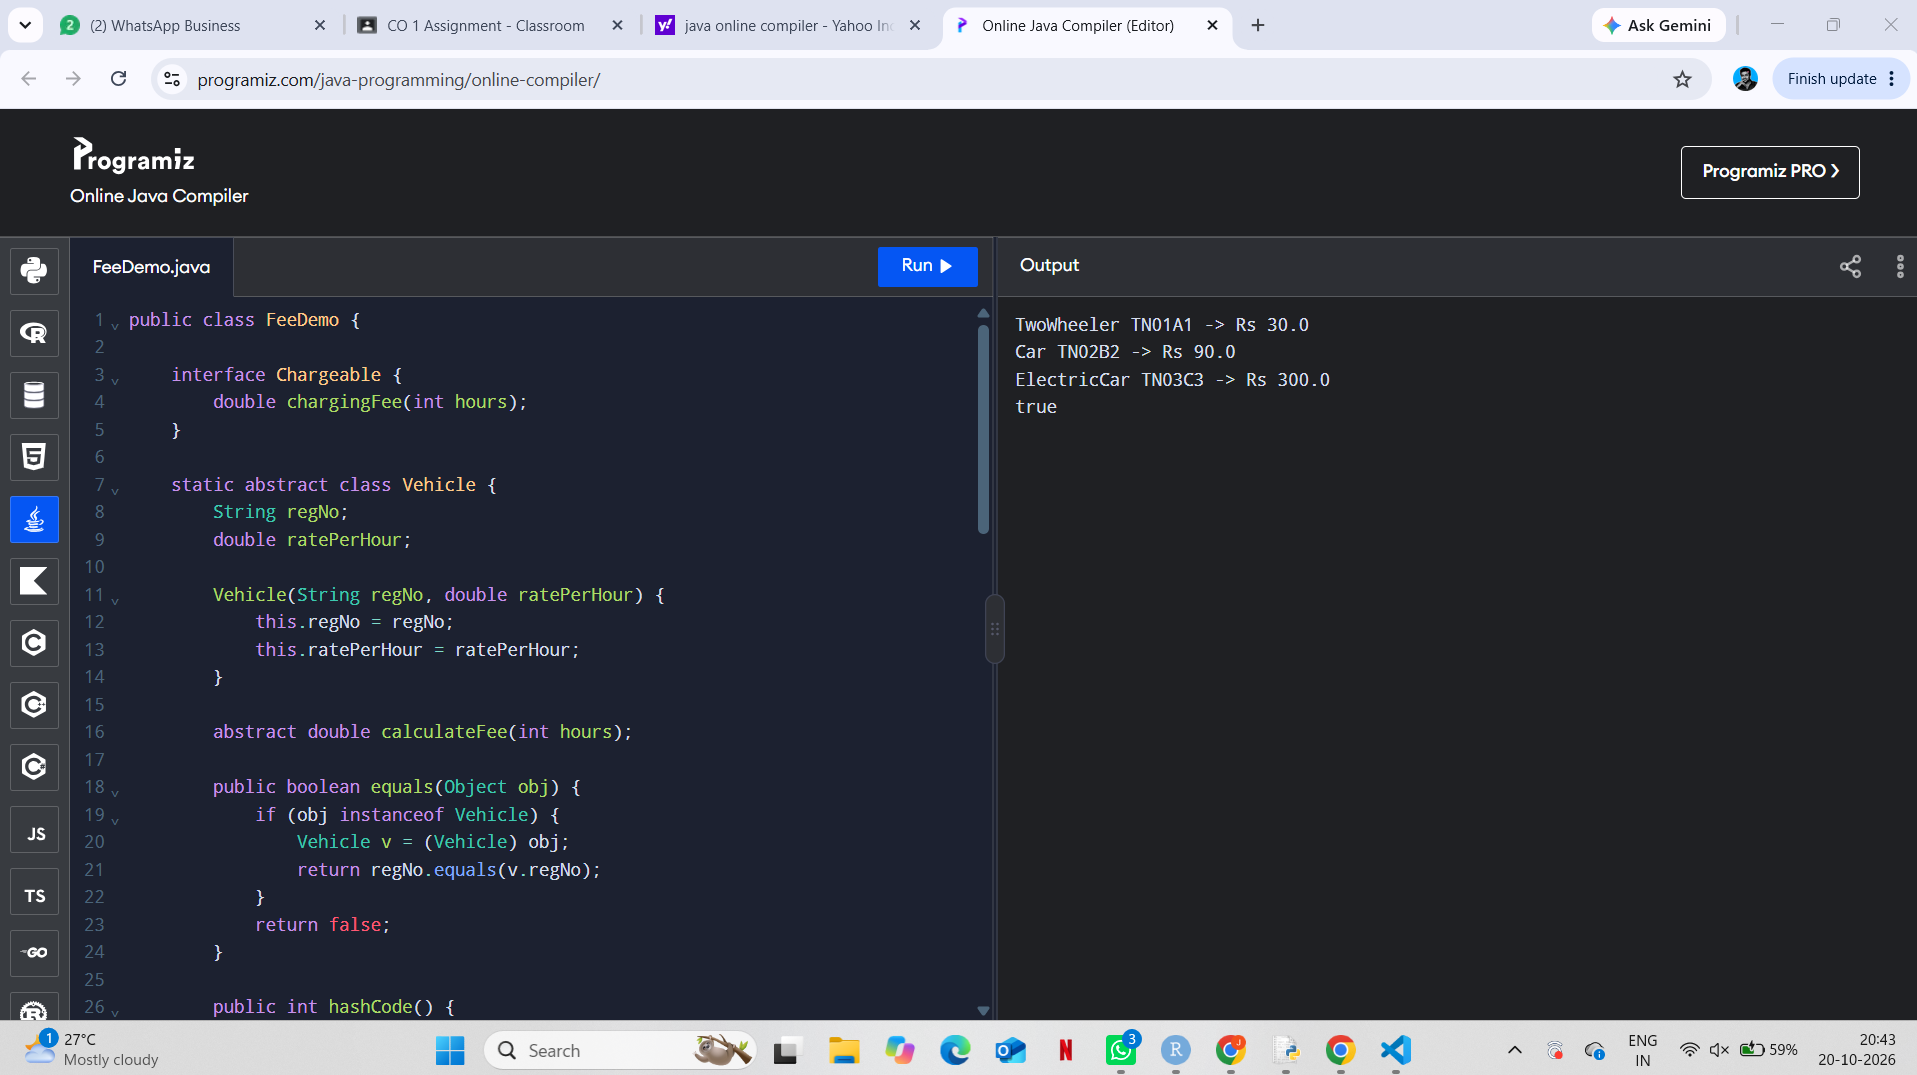 (2) WhatsApp Business
CO 1 Assignment - Classroom
java online compiler - Yahoo In
Online Java Compiler (Editor)
Ask Gemini
programiz.com/java-programming/online-compiler/
Finish update
Programiz
Online Java Compiler
Programiz PRO
FeeDemo.java
Run
Output
1 public class FeeDemo {
2
3 interface Chargeable {
4 double chargingFee(int hours);
5 }
6
7 static abstract class Vehicle {
8 String regNo;
9 double ratePerHour;
10
11 Vehicle(String regNo, double ratePerHour) {
12 this.regNo = regNo;
13 this.ratePerHour = ratePerHour;
14 }
15
16 abstract double calculateFee(int hours);
17
18 public boolean equals(Object obj) {
19 if (obj instanceof Vehicle) {
20 Vehicle v = (Vehicle) obj;
21 return regNo.equals(v.regNo);
22 }
23 return false;
24 }
25
26 public int hashCode() {
TwoWheeler TN01A1 -> Rs 30.0
Car TN02B2 -> Rs 90.0
ElectricCar TN03C3 -> Rs 300.0
true
JS
TS
GO
1
27°C
Mostly cloudy
Search
3
ENG
IN
59%
20:43
20-10-2026